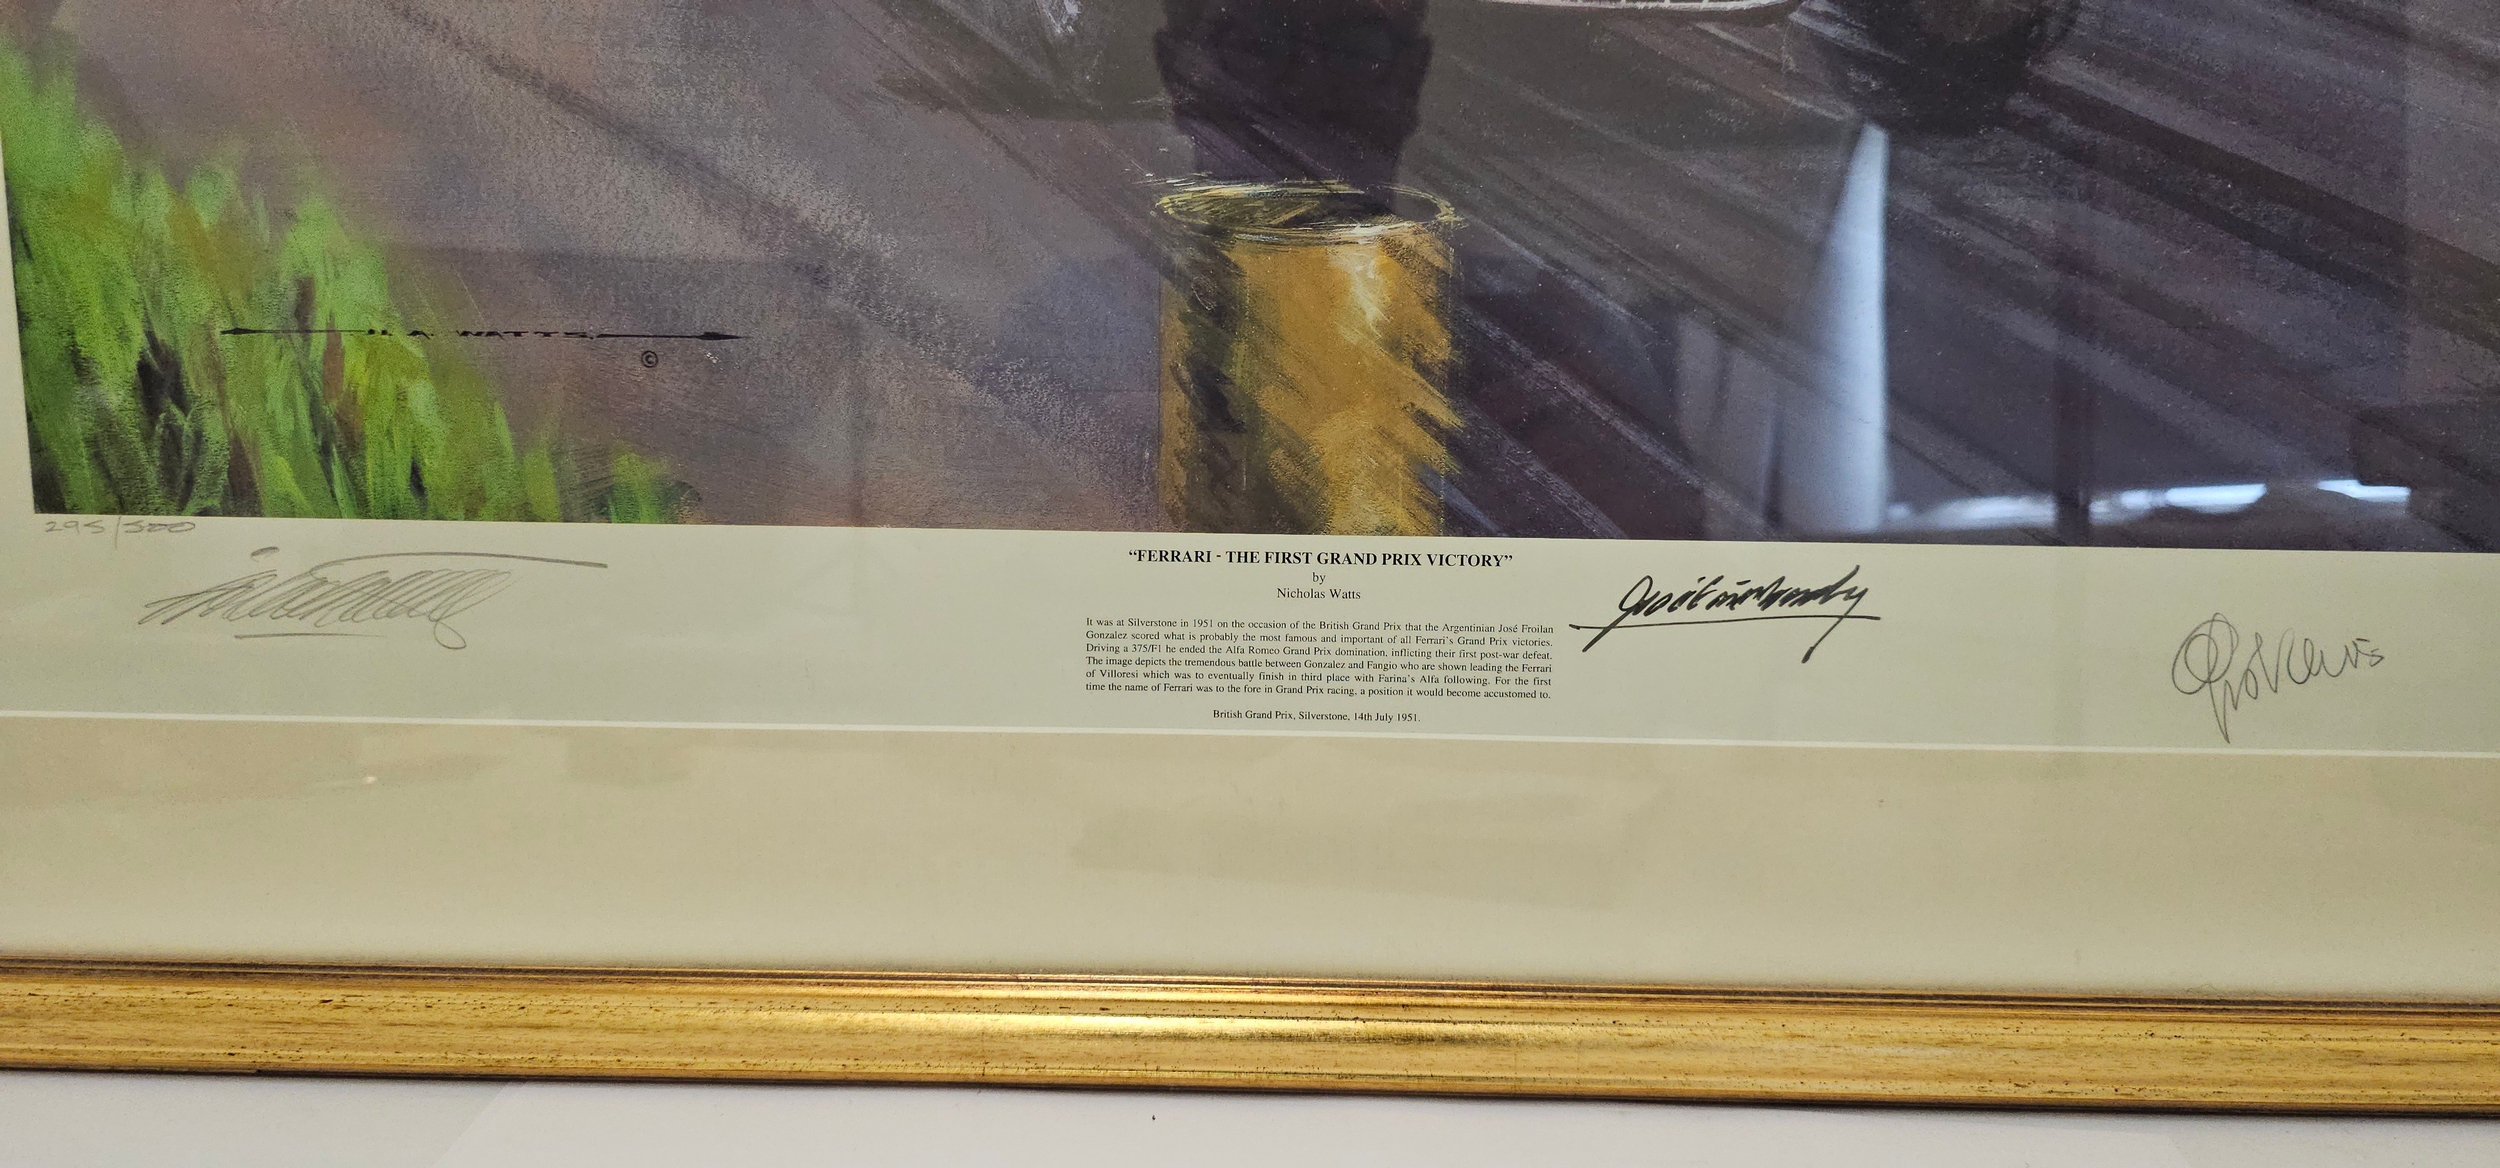 N. A. WATTS.
©
295/500
“FERRARI - THE FIRST GRAND PRIX VICTORY”
by
Nicholas Watts
It was at Silverstone in 1951 on the occasion of the British Grand Prix that the Argentinian José Froilan
Gonzalez scored what is probably the most famous and important of all Ferrari's Grand Prix victories.
Driving a 375/F1 he ended the Alfa Romeo Grand Prix domination, inflicting their first post-war defeat.
The image depicts the tremendous battle between Gonzalez and Fangio who are shown leading the Ferrari
of Villoresi which was to eventually finish in third place with Farina's Alfa following. For the first
time the name of Ferrari was to the fore in Grand Prix racing, a position it would become accustomed to.
British Grand Prix, Silverstone, 14th July 1951.